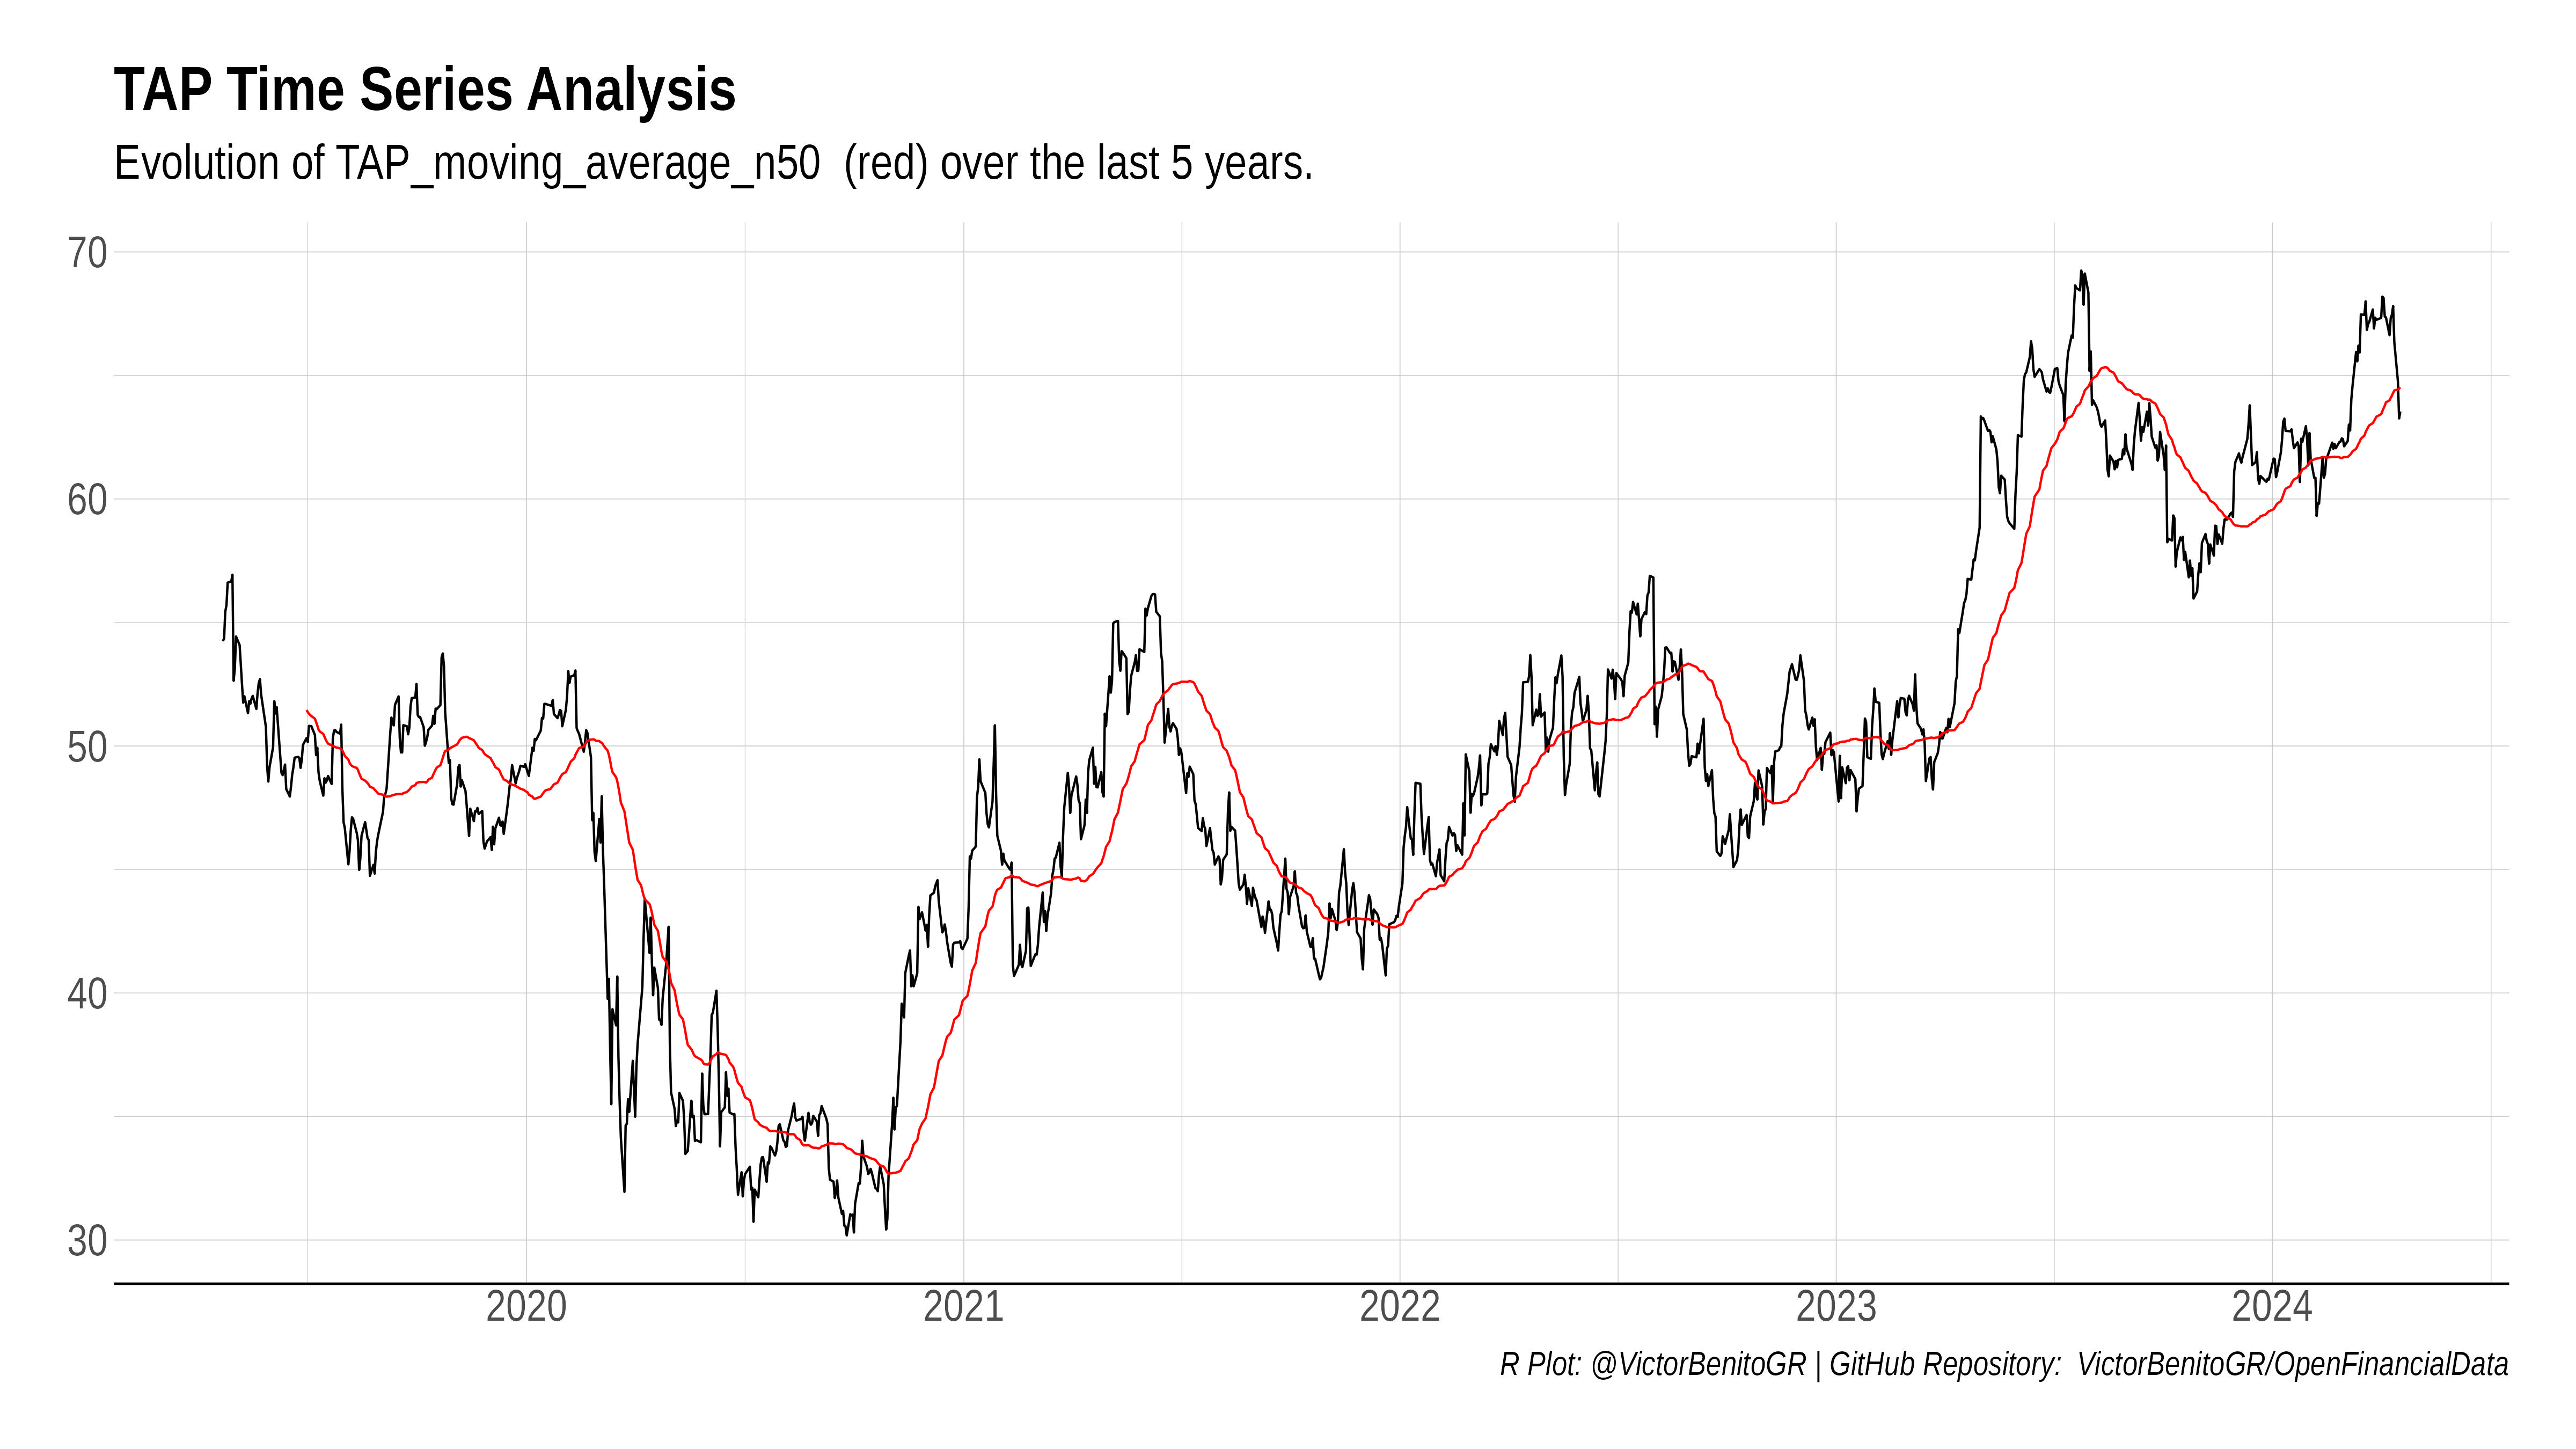 TAP Time Series Analysis
Evolution of TAP_moving_average_n50  (red) over the last 5 years.
70
60
50
40
30
2020 2021 2022 2023 2024
R Plot: @VictorBenitoGR | GitHub Repository:  VictorBenitoGR/OpenFinancialData